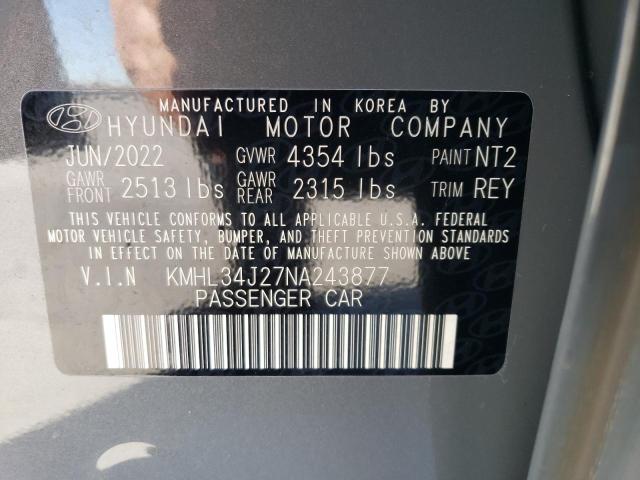 MANUFACTURED IN KOREA BY
HYUNDAI MOTOR COMPANY
JUN/2022 GVWR 4354 lbs PAINT NT2
GAWR FRONT 2513 lbs GAWR REAR 2315 lbs TRIM REY
THIS VEHICLE CONFORMS TO ALL APPLICABLE U.S.A. FEDERAL
MOTOR VEHICLE SAFETY, BUMPER, AND THEFT PREVENTION STANDARDS
IN EFFECT ON THE DATE OF MANUFACTURE SHOWN ABOVE
V.I.N KMHL34J27NA243877
PASSENGER CAR